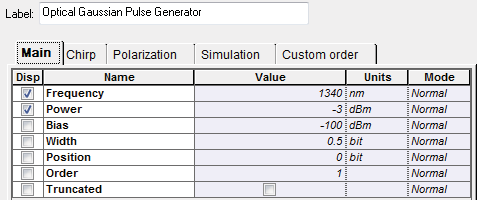 Label: Optical Gaussian Pulse Generator
Main Chirp Polarization Simulation Custom order
Disp Name Value Units Mode
Frequency 1340 nm Normal
Power -3 dBm Normal
Bias -100 dBm Normal
Width 0.5 bit Normal
Position 0 bit Normal
Order 1 Normal
Truncated Normal